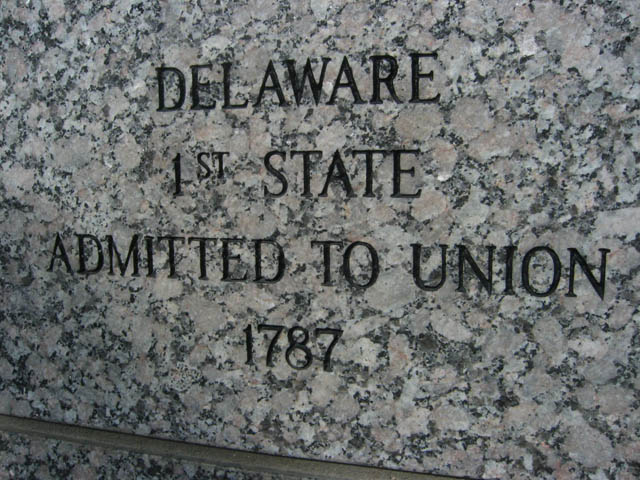 DELAWARE
1ST STATE
ADMITTED TO UNION
1787